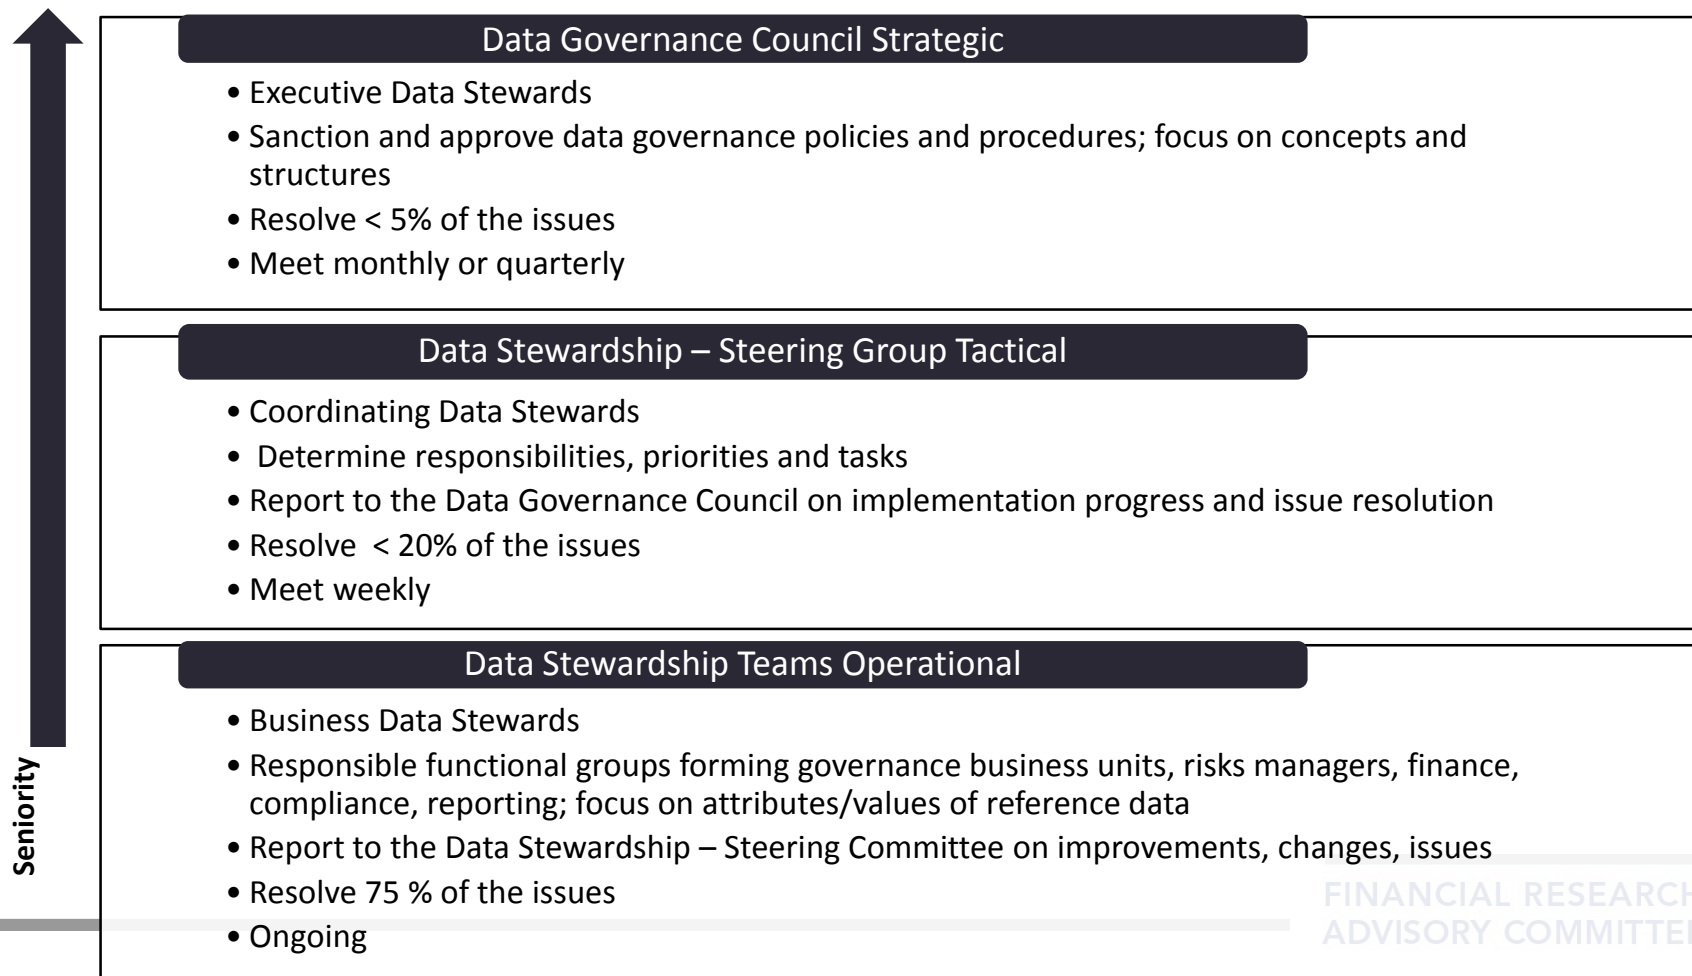 Data Governance Council Strategic
• Executive Data Stewards
• Sanction and approve data governance policies and procedures; focus on concepts and
structures
• Resolve < 5% of the issues
• Meet monthly or quarterly
Data Stewardship – Steering Group Tactical
• Coordinating Data Stewards
• Determine responsibilities, priorities and tasks
• Report to the Data Governance Council on implementation progress and issue resolution
• Resolve < 20% of the issues
• Meet weekly
Data Stewardship Teams Operational
• Business Data Stewards
• Responsible functional groups forming governance business units, risks managers, finance,
compliance, reporting; focus on attributes/values of reference data
• Report to the Data Stewardship – Steering Committee on improvements, changes, issues
• Resolve 75 % of the issues
• Ongoing
Seniority
FINANCIAL RESEARCH
ADVISORY COMMITTEE